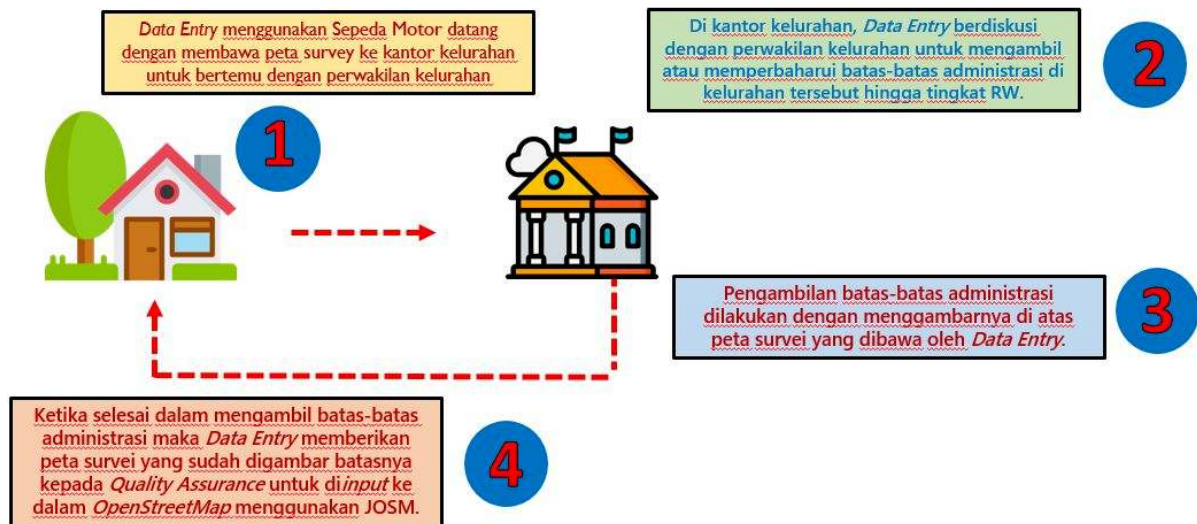 Data Entry menggunakan Sepeda Motor datang
dengan membawa peta survey ke kantor kelurahan
untuk bertemu dengan perwakilan kelurahan
1
Di kantor kelurahan, Data Entry berdiskusi
dengan perwakilan kelurahan untuk mengambil
atau memperbaharui batas-batas administrasi di
kelurahan tersebut hingga tingkat RW.
2
Pengambilan batas-batas administrasi
dilakukan dengan menggambarnya di atas
peta survei yang dibawa oleh Data Entry.
3
Ketika selesai dalam mengambil batas-batas
administrasi maka Data Entry memberikan
peta survei yang sudah digambar batasnya
kepada Quality Assurance untuk diinput ke
dalam OpenStreetMap menggunakan JOSM.
4